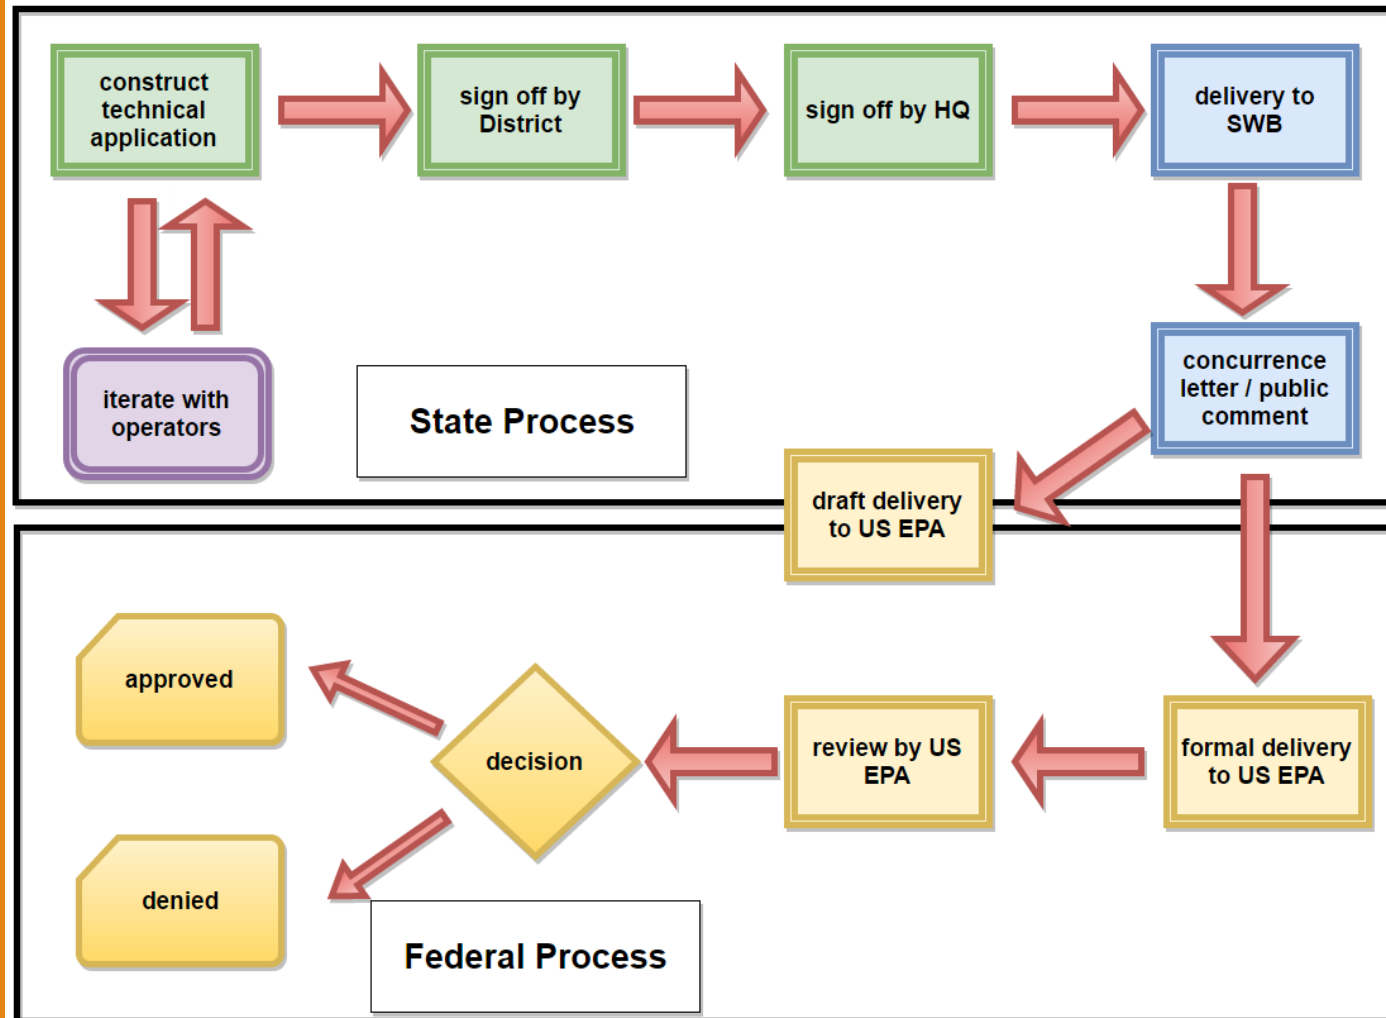 construct
technical
application
sign off by
District
sign off by HQ
delivery to
SWB
iterate with
operators
State Process
concurrence
letter / public
comment
draft delivery
to US EPA
approved
decision
review by US
EPA
formal delivery
to US EPA
denied
Federal Process